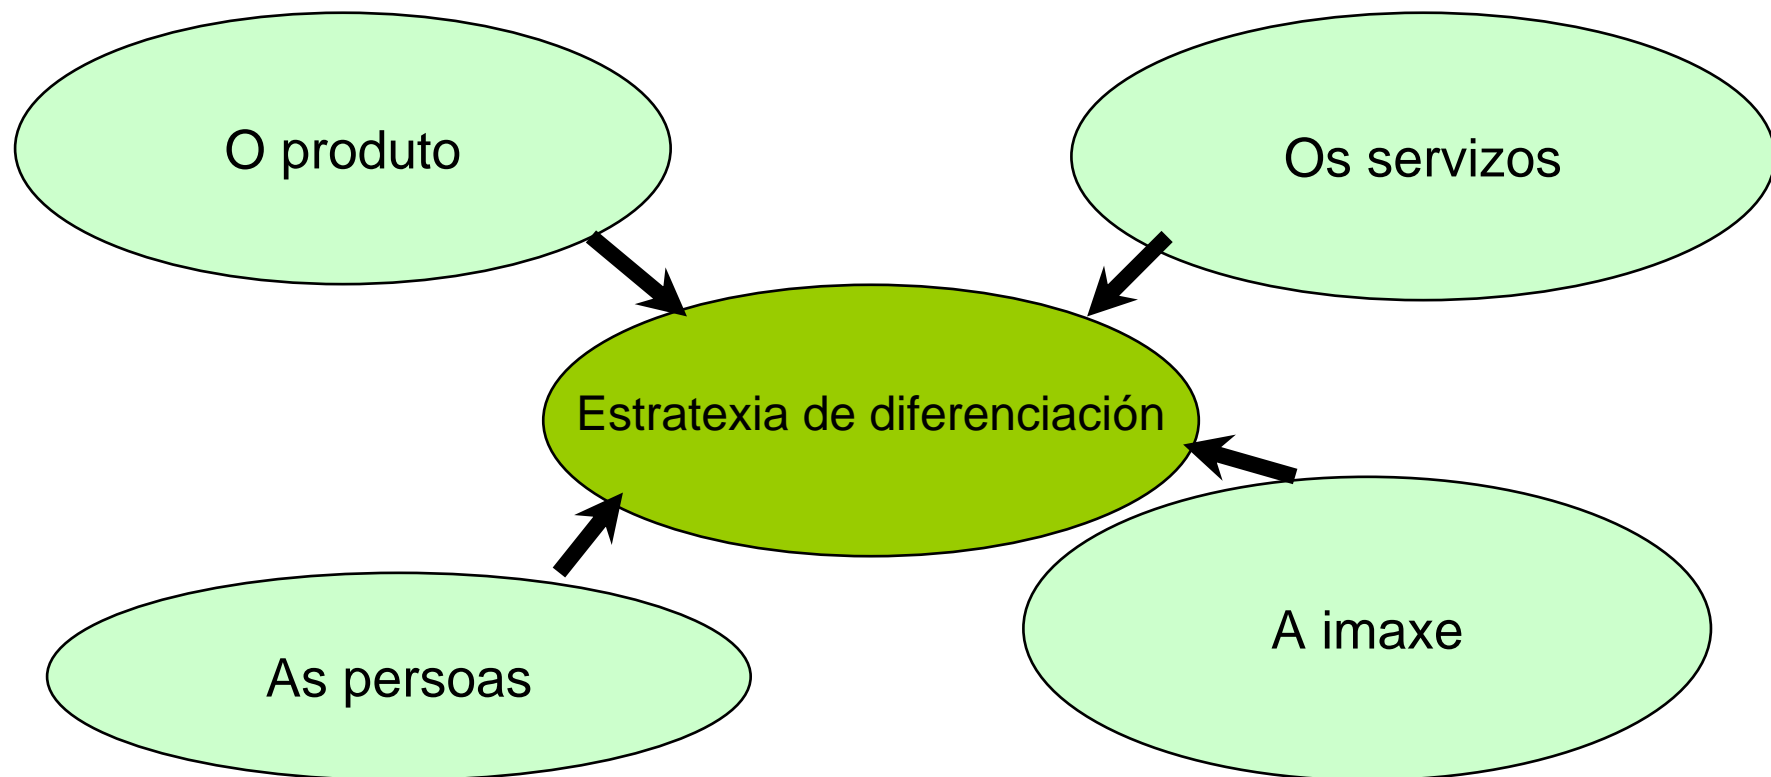 O produto
Os servizos
Estratexia de diferenciación
A imaxe
As persoas